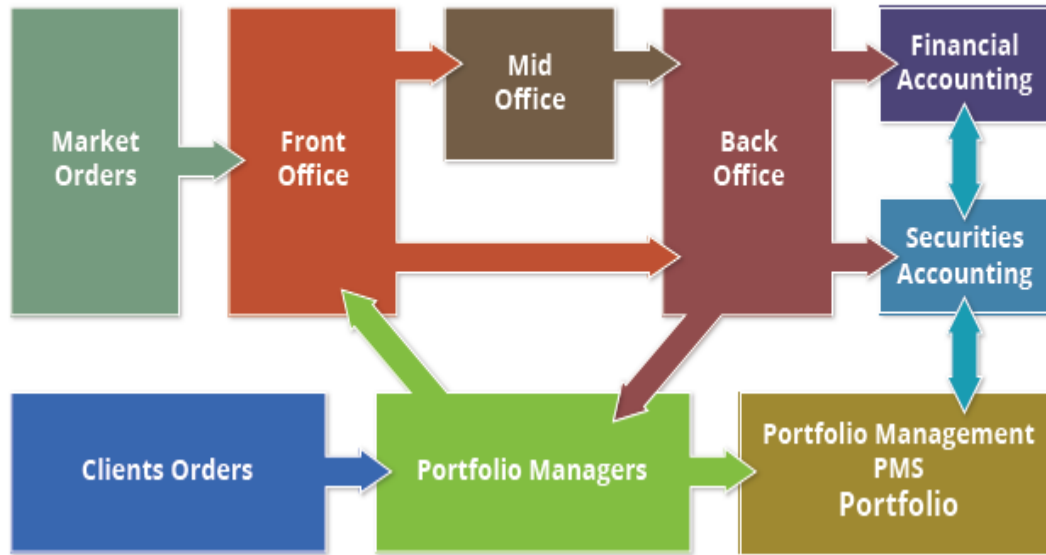 Market
Orders
Front
Office
Mid
Office
Back
Office
Financial
Accounting
Securities
Accounting
Clients Orders
Portfolio Managers
Portfolio Management
PMS
Portfolio